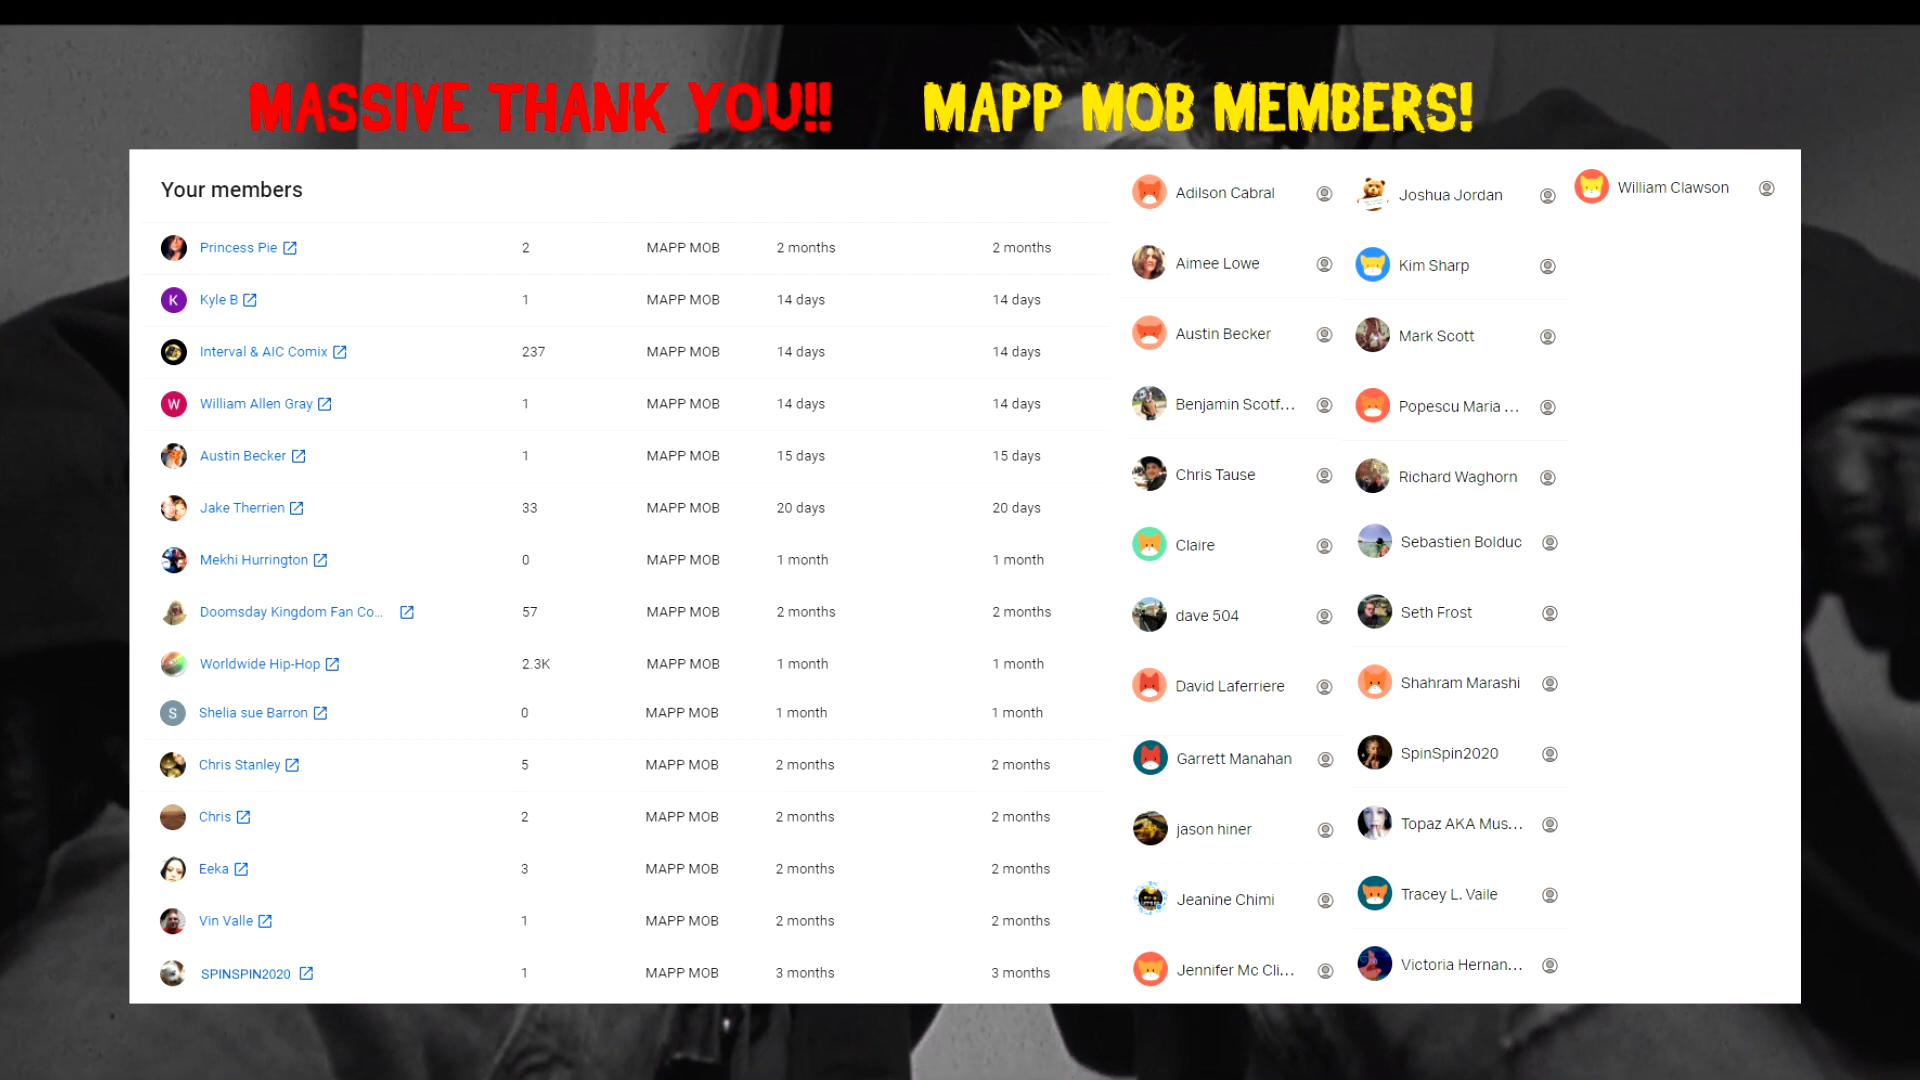 MASSIVE THANK YOU!! MAPP MOB MEMBERS!
Your members
Princess Pie 2 MAPP MOB 2 months 2 months
K Kyle B 1 MAPP MOB 14 days 14 days
Interval & AIC Comix 237 MAPP MOB 14 days 14 days
W William Allen Gray 1 MAPP MOB 14 days 14 days
Austin Becker 1 MAPP MOB 15 days 15 days
Jake Therrien 33 MAPP MOB 20 days 20 days
Mekhi Hurrington 0 MAPP MOB 1 month 1 month
Doomsday Kingdom Fan Co... 57 MAPP MOB 2 months 2 months
Worldwide Hip-Hop 2.3K MAPP MOB 1 month 1 month
S Shelia sue Barron 0 MAPP MOB 1 month 1 month
Chris Stanley 5 MAPP MOB 2 months 2 months
Chris 2 MAPP MOB 2 months 2 months
Eeka 3 MAPP MOB 2 months 2 months
Vin Valle 1 MAPP MOB 2 months 2 months
SPINSPIN2020 1 MAPP MOB 3 months 3 months
Adilson Cabral
Aimee Lowe
Austin Becker
Benjamin Scotf...
Chris Tause
Claire
dave 504
David Laferriere
Garrett Manahan
jason hiner
Jeanine Chimi
Jennifer Mc Cli...
Joshua Jordan
Kim Sharp
Mark Scott
Popescu Maria ...
Richard Waghorn
Sebastien Bolduc
Seth Frost
Shahram Marashi
SpinSpin2020
Topaz AKA Mus...
Tracey L. Vaile
Victoria Hernan...
William Clawson